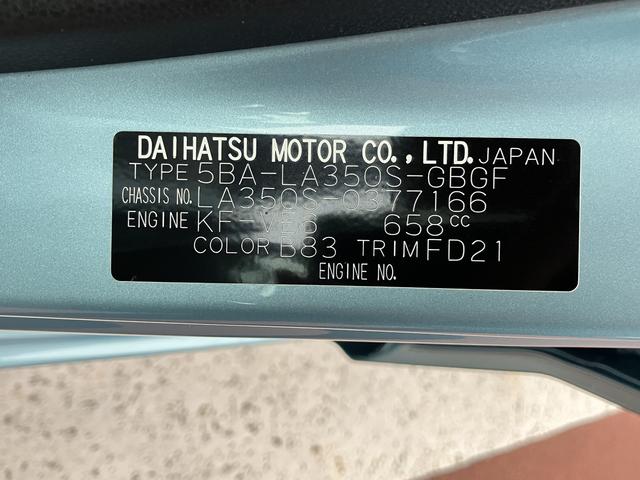 DAIHATSU MOTOR CO., LTD. JAPAN
TYPE 5BA-LA350S-GBGF
CHASSIS NO. LA350S-0377166
ENGINE KF-VE6 658cc
COLOR B83 TRIM FD21
ENGINE NO.